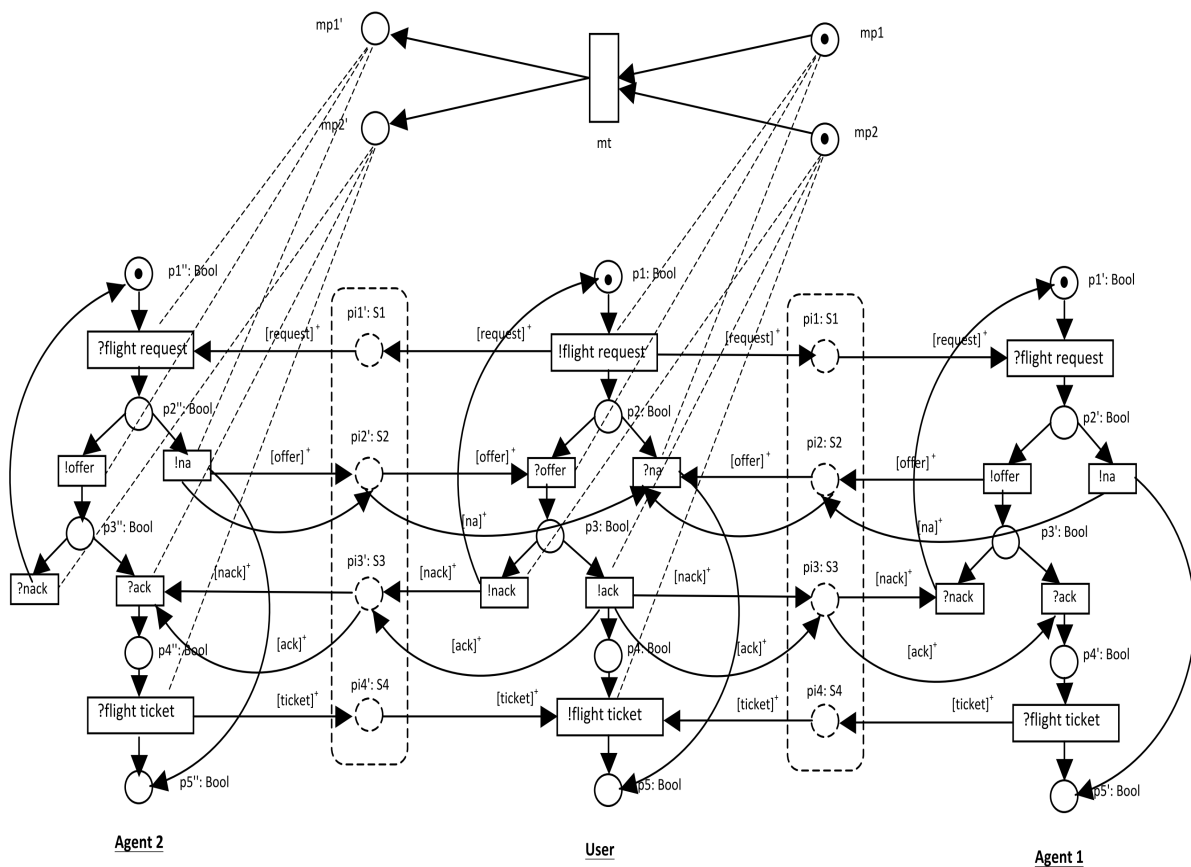 mp1'
mp1
mp2'
mt
mp2
p1'': Bool
p1: Bool
p1': Bool
pi1': S1
pi1: S1
?flight request
[request]+
!flight request
[request]+
[request]+
?flight request
p2'': Bool
p2: Bool
p2': Bool
pi2': S2
pi2: S2
!offer
!na
[offer]+
[offer]+
?offer
?na
[offer]+
[offer]+
!offer
!na
p3'': Bool
[na]+
p3: Bool
[na]+
p3': Bool
?nack
?ack
[nack]+
pi3': S3
[nack]+
!nack
!ack
[nack]+
pi3: S3
[nack]+
?nack
?ack
p4'': Bool
[ack]+
[ack]+
p4: Bool
[ack]+
[ack]+
p4': Bool
?flight ticket
[ticket]+
pi4': S4
[ticket]+
!flight ticket
[ticket]+
pi4: S4
[ticket]+
?flight ticket
p5'': Bool
p5: Bool
p5': Bool
Agent 2
User
Agent 1